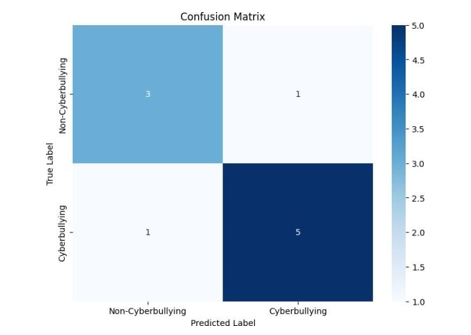 Confusion Matrix
Non-Cyberbullying
3
1
5.0
4.5
4.0
3.5
3.0
2.5
2.0
1.5
1.0
True Label
Cyberbullying
1
5
Non-Cyberbullying
Cyberbullying
Predicted Label